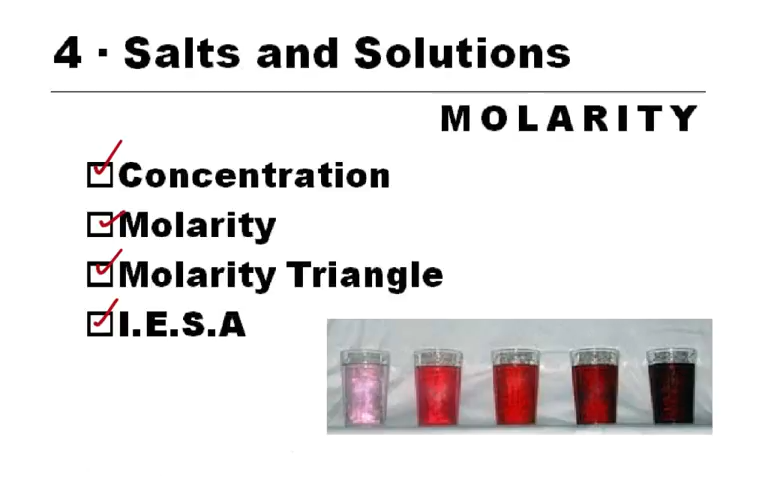 4 · Salts and Solutions
MOLARITY
Concentration
Molarity
Molarity Triangle
I.E.S.A